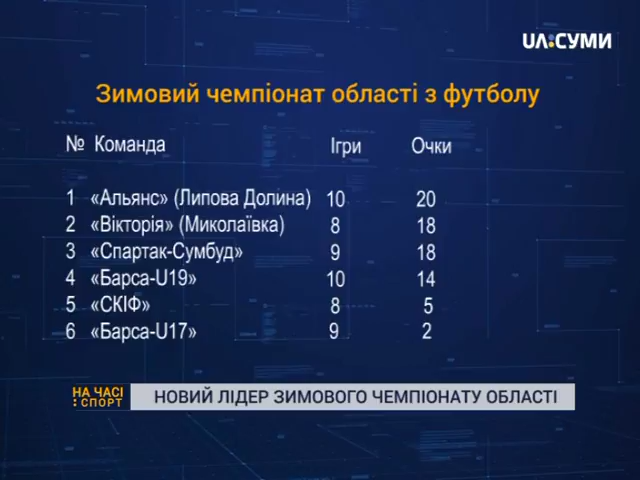 UA:СУМИ
Зимовий чемпіонат області з футболу
№ Команда Ігри Очки
1 «Альянс» (Липова Долина) 10 20
2 «Вікторія» (Миколаївка) 8 18
3 «Спартак-Сумбуд» 9 18
4 «Барса-U19» 10 14
5 «СКІФ» 8 5
6 «Барса-U17» 9 2
НА ЧАСІ
:СПОРТ
НОВИЙ ЛІДЕР ЗИМОВОГО ЧЕМПІОНАТУ ОБЛАСТІ